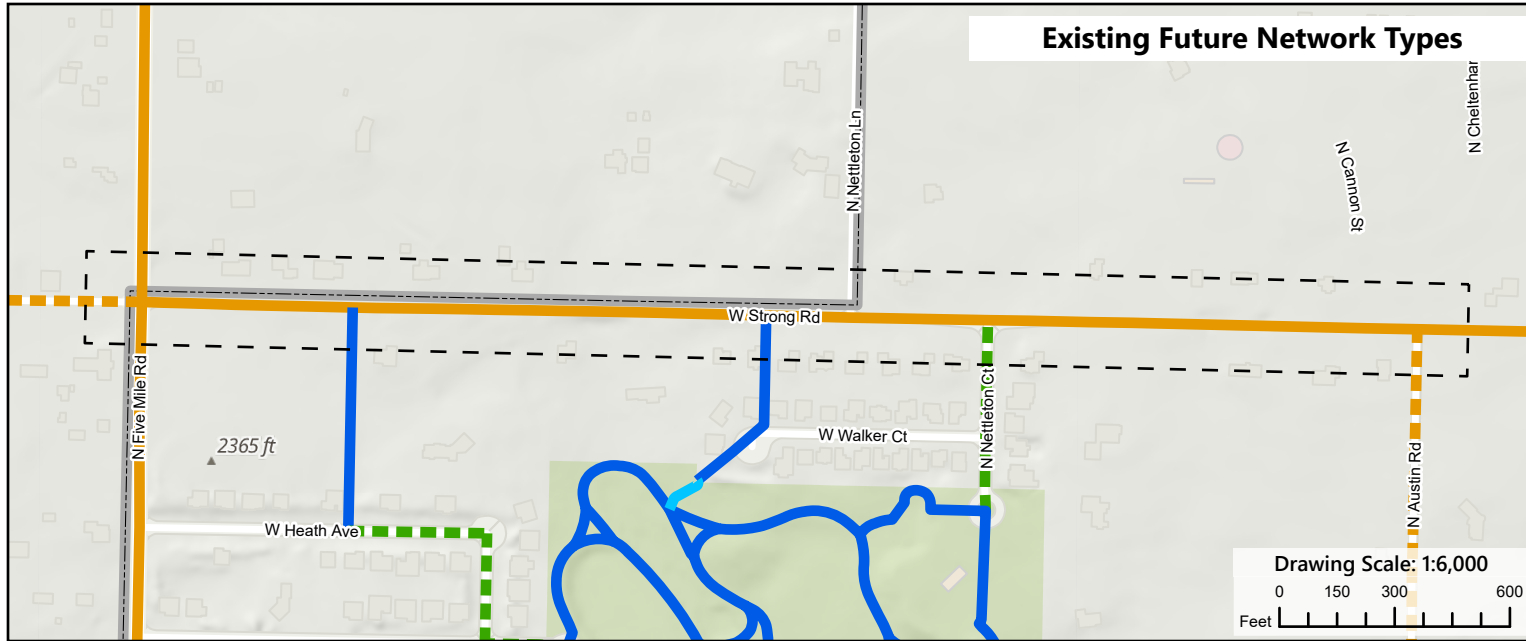 Existing Future Network Types
N Nettleton Ln
N Cannon St
W Strong Rd
N Five Mile Rd
2365 ft
W Walker Ct
N Nettleton Ct
W Heath Ave
N Austin Rd
Drawing Scale: 1:6,000
0 150 300 600
Feet